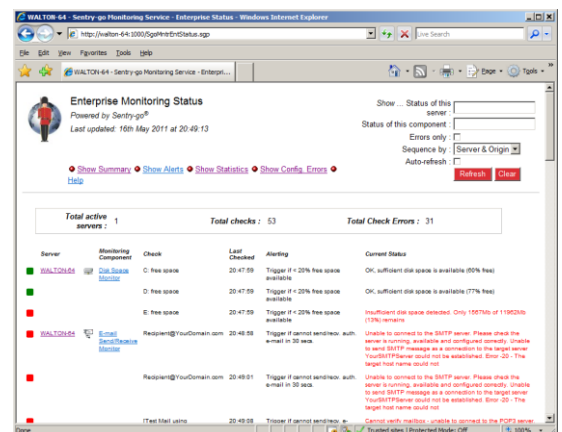 WALTON-64 - Sentry-go Monitoring Service - Enterprise Status - Windows Internet Explorer
http://walton-64:1000/SgoMntrEntStatus.sgp
Live Search
File Edit View Favorites Tools Help
WALTON-64 - Sentry-go Monitoring Service - Enterpri...
Page Tools
Enterprise Monitoring Status
Powered by Sentry-go®
Last updated: 16th May 2011 at 20:49:13
Show ... Status of this server :
Status of this component :
Errors only :
Sequence by : Server & Origin
Auto-refresh :
Refresh Clear
Show Summary Show Alerts Show Statistics Show Config. Errors
Help
Total active servers : 1 Total checks : 53 Total Check Errors : 31
Server Monitoring Component Check Last Checked Alerting Current Status
WALTON-64 Disk Space Monitor C: free space 20:47:59 Trigger if < 20% free space available OK, sufficient disk space is available (60% free)
D: free space 20:47:59 Trigger if < 20% free space available OK, sufficient disk space is available (77% free)
E: free space 20:47:59 Trigger if < 20% free space available Insufficient disk space detected. Only 1567Mb of 11962Mb (13%) remains
WALTON-64 E-mail Send/Receive Monitor Recipient@YourDomain.com 20:48:58 Trigger if cannot send/recv. auth. e-mail in 30 secs. Unable to connect to the SMTP server. Please check the server is running, available and configured correctly. Unable to send SMTP message as a connection to the target server YourSMTPServer could not be established. Error -20 - The target host name could not
Recipient@YourDomain.com 20:49:01 Trigger if cannot send/recv. auth. e-mail in 30 secs. Unable to connect to the SMTP server. Please check the server is running, available and configured correctly. Unable to send SMTP message as a connection to the target server YourSMTPServer could not be established. Error -20 - The target host name could not
[Test Mail using 20:49:08 Trigger if cannot send/recv. e- Cannot verify mailbox - unable to connect to the POP3 server.
Done Trusted sites | Protected Mode: Off 100%